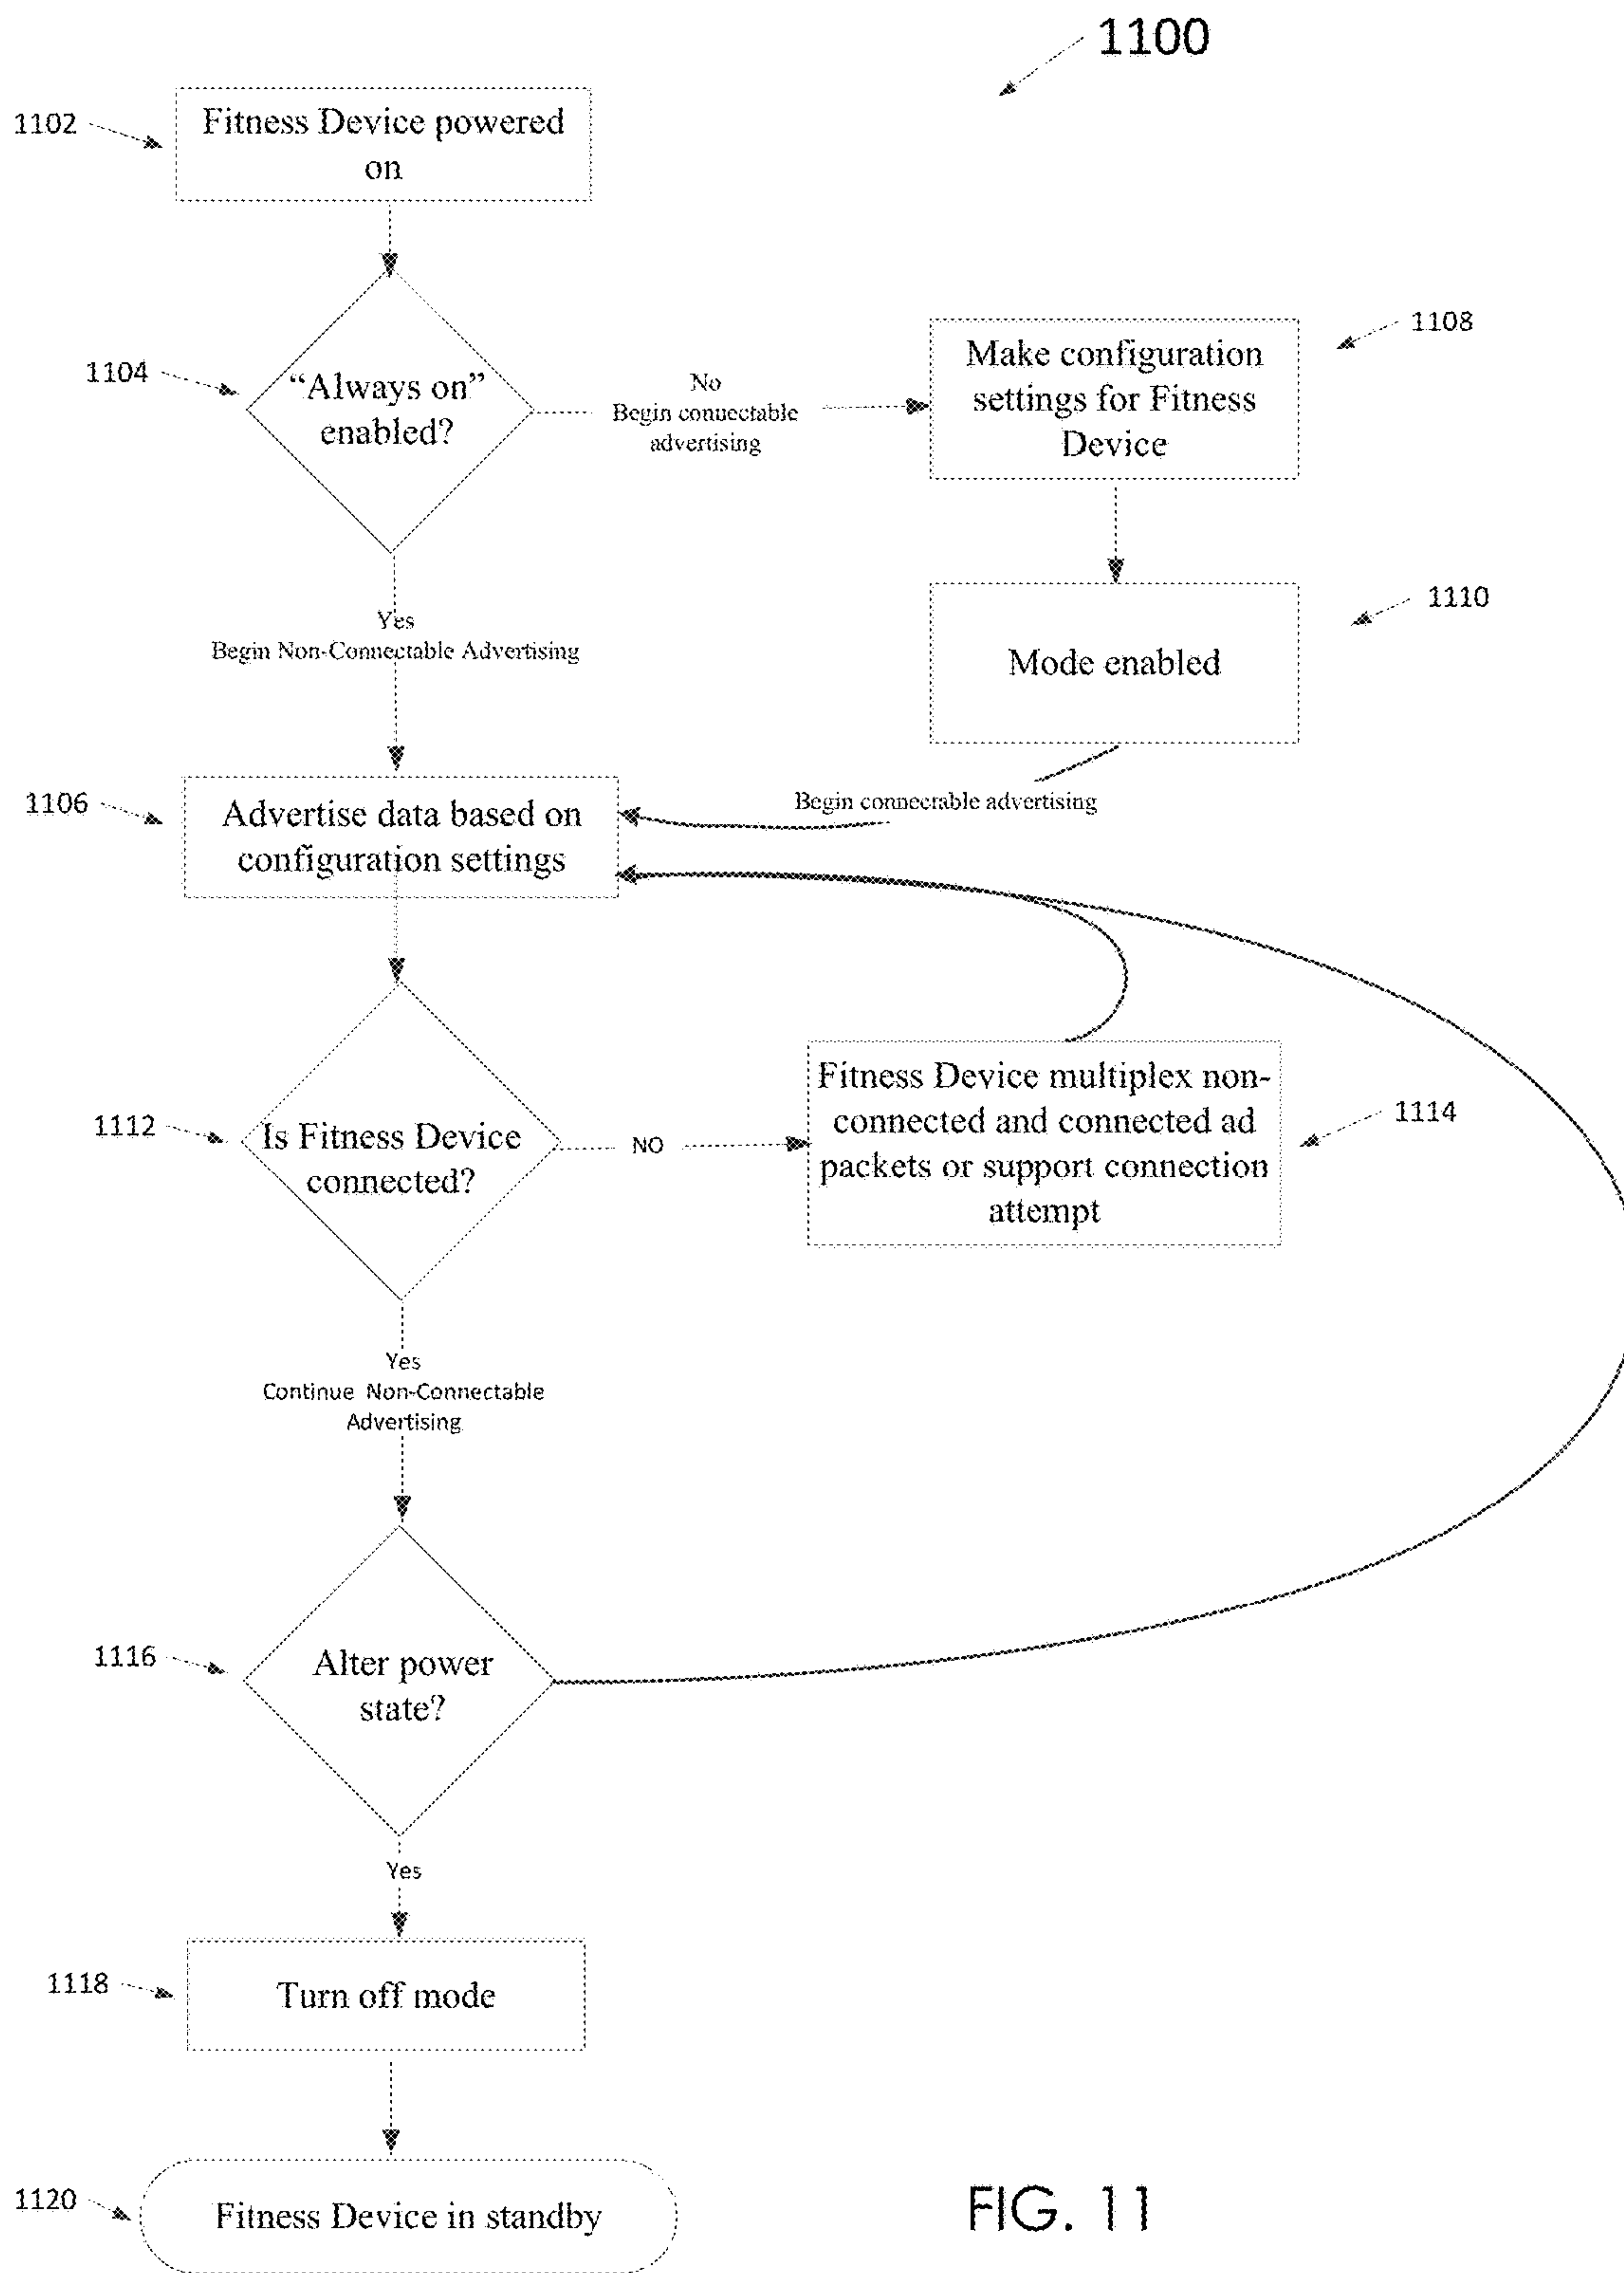 1100
1102
Fitness Device powered
on
1104
“Always on”
enabled?
No
Begin connectable
advertising
1108
Make configuration
settings for Fitness
Device
1110
Mode enabled
Yes
Begin Non-Connectable Advertising
Begin connectable advertising
1106
Advertise data based on
configuration settings
1112
Is Fitness Device
connected?
NO
1114
Fitness Device multiplex non-
connected and connected ad
packets or support connection
attempt
Yes
Continue Non-Connectable
Advertising
1116
Alter power
state?
Yes
1118
Turn off mode
1120
Fitness Device in standby
FIG. 11